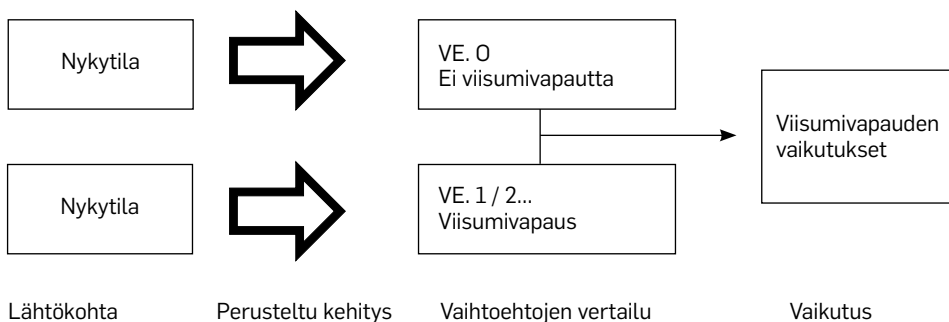 Nykytila
VE. 0
Ei viisumivapautta
Viisumivapauden
vaikutukset
Nykytila
VE. 1 / 2...
Viisumivapaus
Lähtökohta
Perusteltu kehitys
Vaihtoehtojen vertailu
Vaikutus